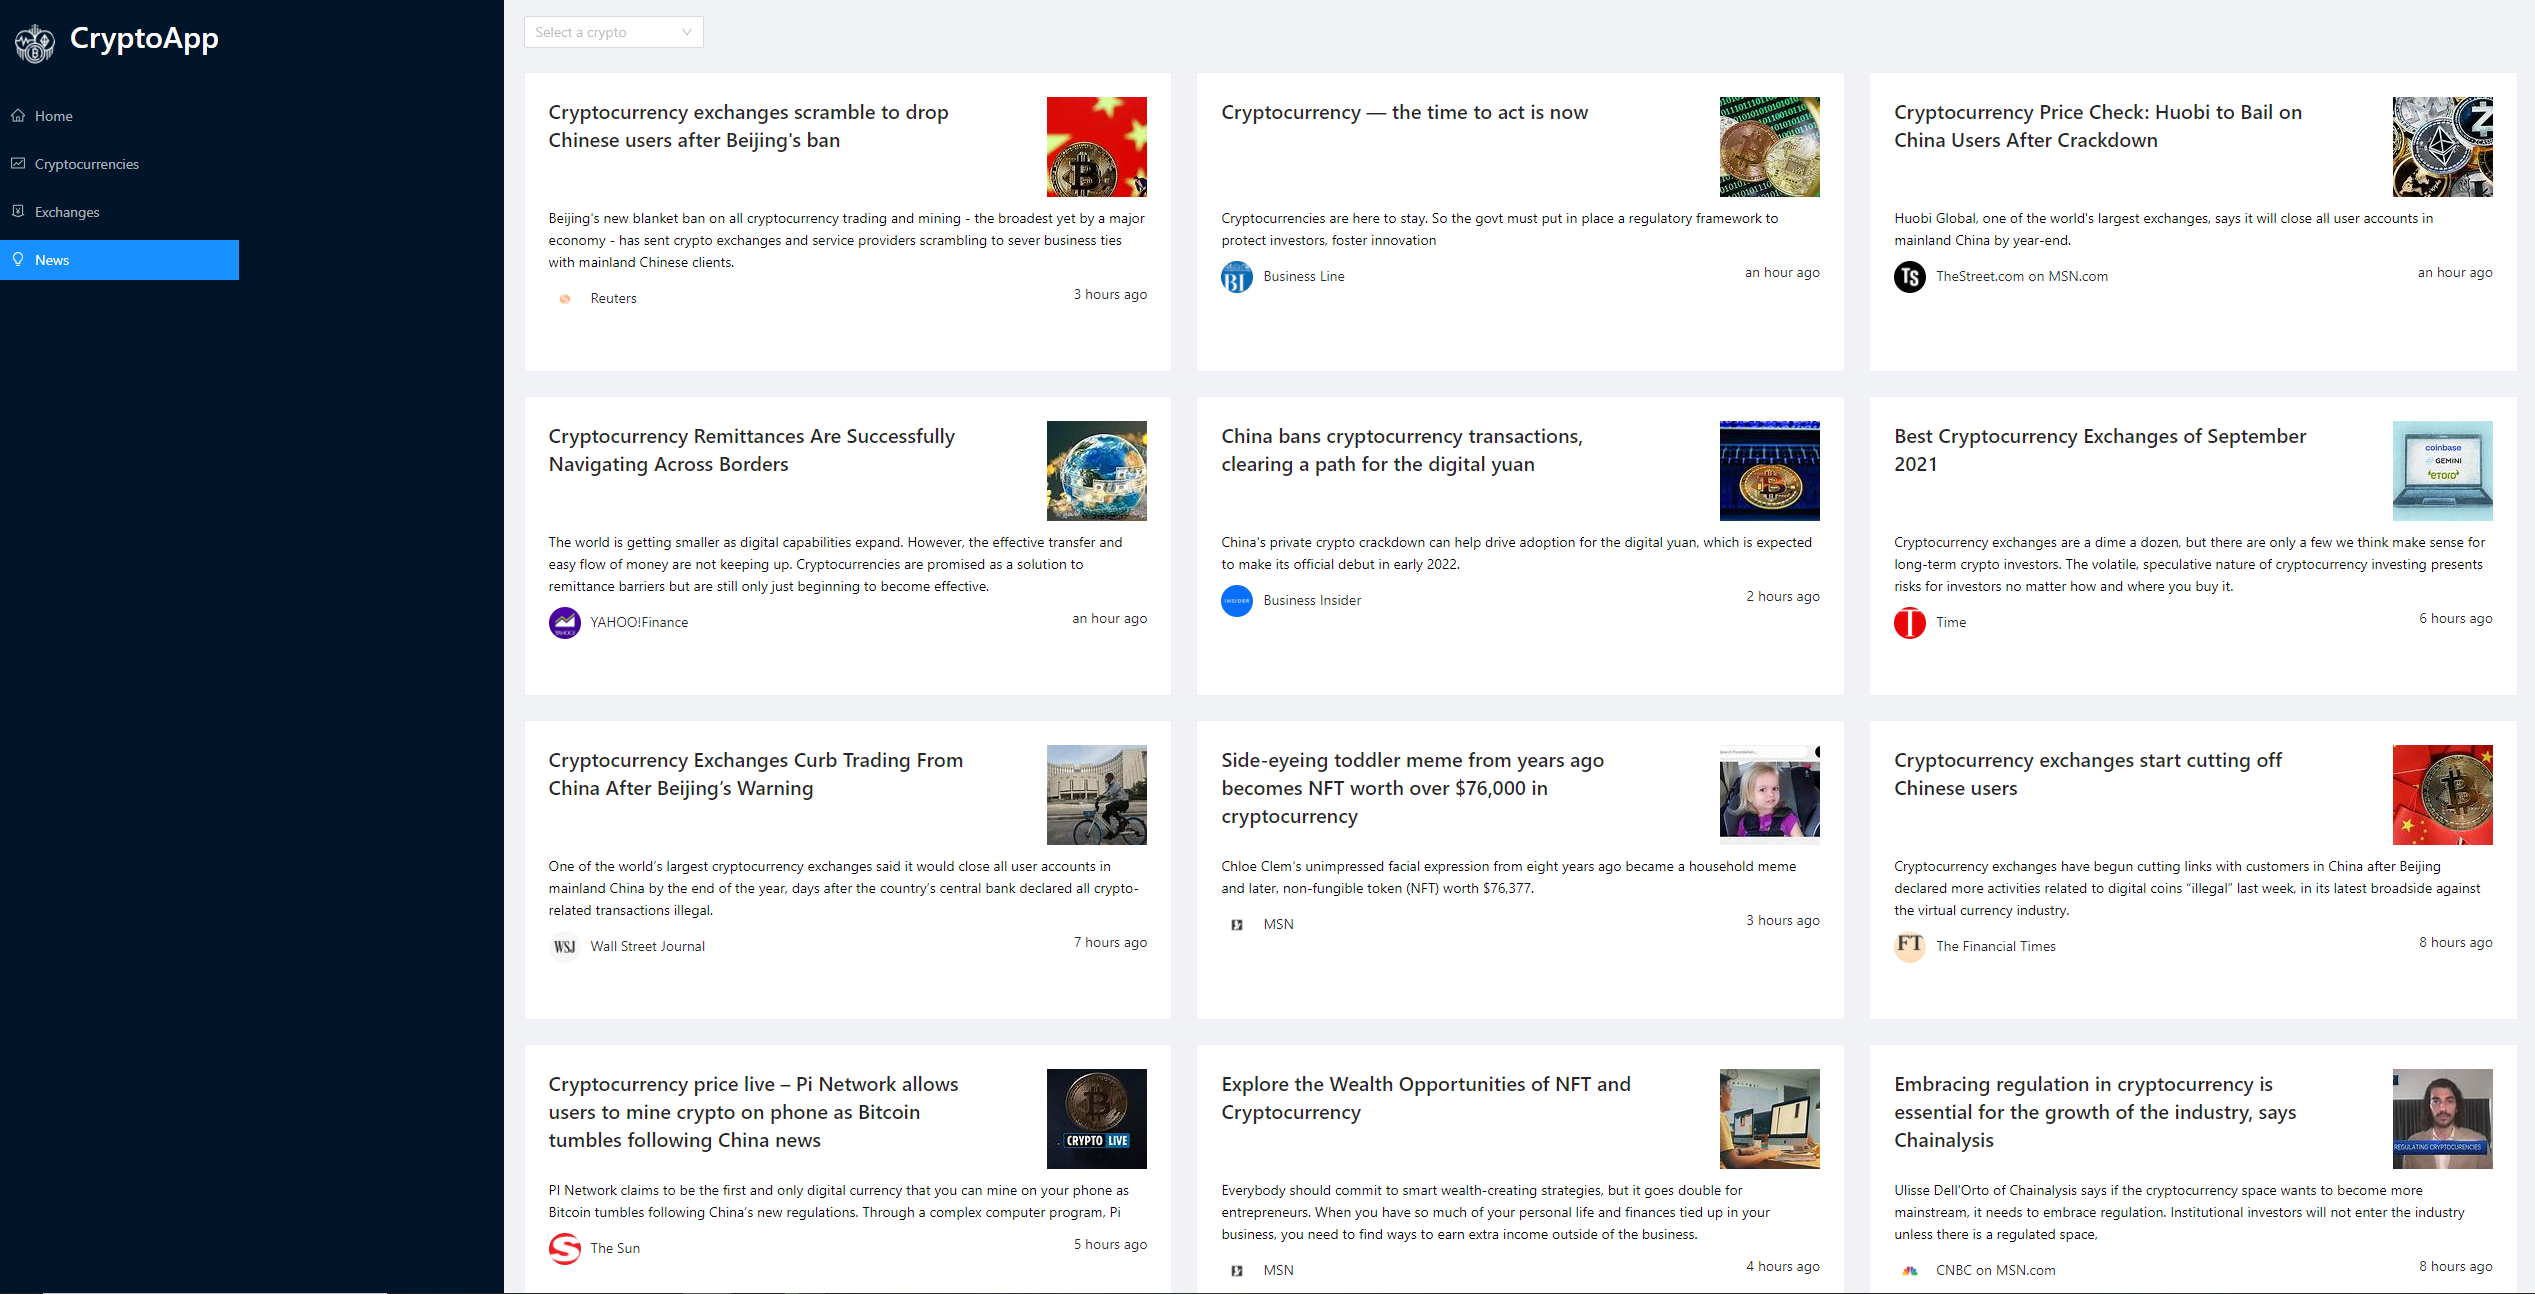 CryptoApp
Home
Cryptocurrencies
Exchanges
News
Select a crypto
Cryptocurrency exchanges scramble to drop
Chinese users after Beijing's ban
Beijing's new blanket ban on all cryptocurrency trading and mining - the broadest yet by a major
economy - has sent crypto exchanges and service providers scrambling to sever business ties
with mainland Chinese clients.
Reuters
3 hours ago
Cryptocurrency — the time to act is now
Cryptocurrencies are here to stay. So the govt must put in place a regulatory framework to
protect investors, foster innovation
BL
Business Line
an hour ago
Cryptocurrency Price Check: Huobi to Bail on
China Users After Crackdown
Huobi Global, one of the world's largest exchanges, says it will close all user accounts in
mainland China by year-end.
TS
TheStreet.com on MSN.com
an hour ago
Cryptocurrency Remittances Are Successfully
Navigating Across Borders
The world is getting smaller as digital capabilities expand. However, the effective transfer and
easy flow of money are not keeping up. Cryptocurrencies are promised as a solution to
remittance barriers but are still only just beginning to become effective.
YAHOO!Finance
an hour ago
China bans cryptocurrency transactions,
clearing a path for the digital yuan
China's private crypto crackdown can help drive adoption for the digital yuan, which is expected
to make its official debut in early 2022.
INSIDER
Business Insider
2 hours ago
Best Cryptocurrency Exchanges of September
2021
coinbase
GEMINI
eToro
Cryptocurrency exchanges are a dime a dozen, but there are only a few we think make sense for
long-term crypto investors. The volatile, speculative nature of cryptocurrency investing presents
risks for investors no matter how and where you buy it.
T
Time
6 hours ago
Cryptocurrency Exchanges Curb Trading From
China After Beijing’s Warning
One of the world’s largest cryptocurrency exchanges said it would close all user accounts in
mainland China by the end of the year, days after the country’s central bank declared all crypto-
related transactions illegal.
WSJ
Wall Street Journal
7 hours ago
Side-eyeing toddler meme from years ago
becomes NFT worth over $76,000 in
cryptocurrency
Chloe Clem's unimpressed facial expression from eight years ago became a household meme
and later, non-fungible token (NFT) worth $76,377.
MSN
3 hours ago
Cryptocurrency exchanges start cutting off
Chinese users
Cryptocurrency exchanges have begun cutting links with customers in China after Beijing
declared more activities related to digital coins “illegal” last week, in its latest broadside against
the virtual currency industry.
FT
The Financial Times
8 hours ago
Cryptocurrency price live – Pi Network allows
users to mine crypto on phone as Bitcoin
tumbles following China news
CRYPTO LIVE
PI Network claims to be the first and only digital currency that you can mine on your phone as
Bitcoin tumbles following China’s new regulations. Through a complex computer program, Pi
S
The Sun
5 hours ago
Explore the Wealth Opportunities of NFT and
Cryptocurrency
Everybody should commit to smart wealth-creating strategies, but it goes double for
entrepreneurs. When you have so much of your personal life and finances tied up in your
business, you need to find ways to earn extra income outside of the business.
MSN
4 hours ago
Embracing regulation in cryptocurrency is
essential for the growth of the industry, says
Chainalysis
REGULATING CRYPTOCURENCIES
Ulisse Dell'Orto of Chainalysis says if the cryptocurrency space wants to become more
mainstream, it needs to embrace regulation. Institutional investors will not enter the industry
unless there is a regulated space,
CNBC on MSN.com
8 hours ago